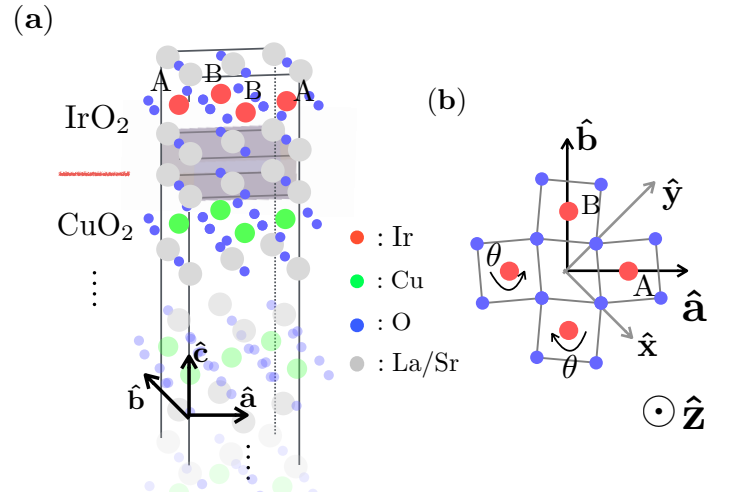 (a)
A B B A
IrO₂
CuO₂
ĉ
b̂
â
: Ir
: Cu
: O
: La/Sr
(b)
b̂
ŷ
B
θ
A
â
x̂
θ
ẑ